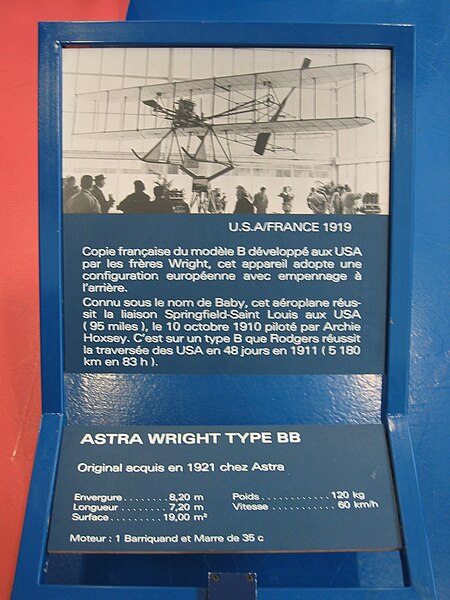 U.S.A/FRANCE 1919
Copie française du modèle B développé aux USA
par les frères Wright, cet appareil adopte une
configuration européenne avec empennage à
l'arrière.
Connu sous le nom de Baby, cet aéroplane réus-
sit la liaison Springfield-Saint Louis aux USA
( 95 miles ), le 10 octobre 1910 piloté par Archie
Hoxsey. C'est sur un type B que Rodgers réussit
la traversée des USA en 48 jours en 1911 ( 5 180
km en 83 h ).
ASTRA WRIGHT TYPE BB
Original acquis en 1921 chez Astra
Envergure........8,20 m Poids............120 kg
Longueur........7,20 m Vitesse............60 km/h
Surface..........19,00 m²
Moteur : 1 Barriquand et Marre de 35 c